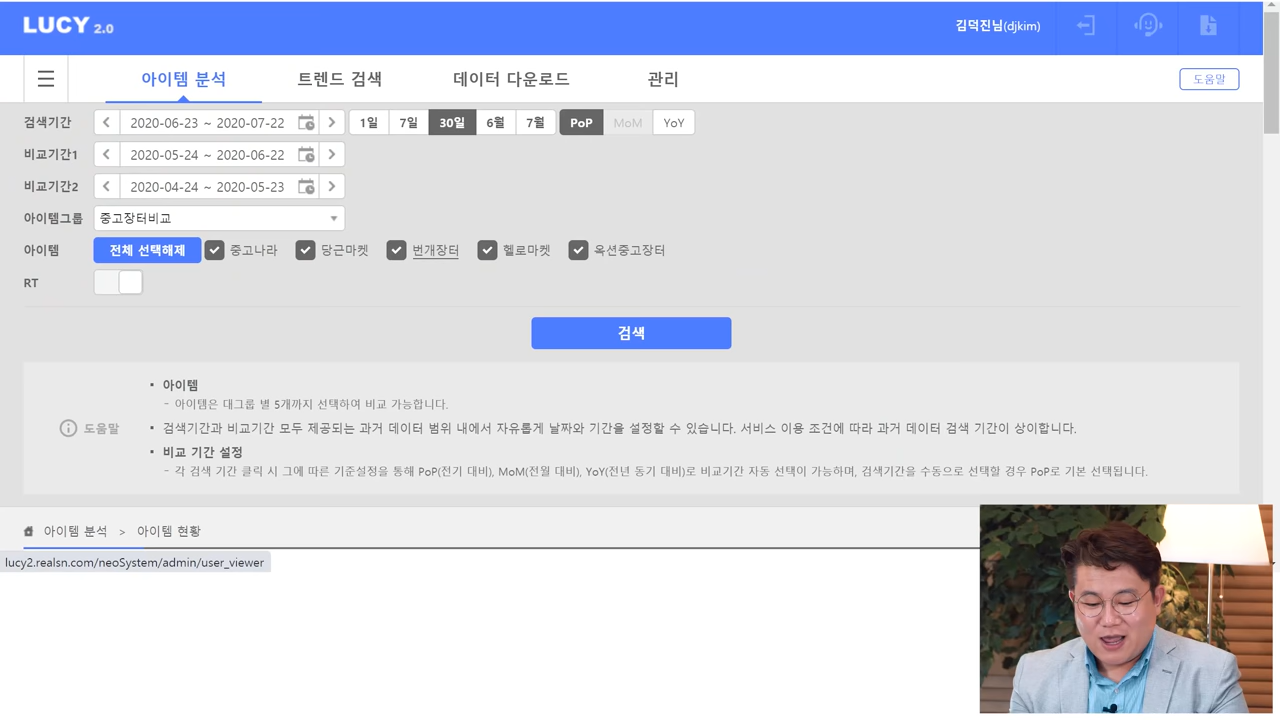 LUCY 2.0
김덕진님(djkim)
아이템 분석 트렌드 검색 데이터 다운로드 관리 도움말
검색기간 2020-06-23 ~ 2020-07-22 1일 7일 30일 6월 7월 PoP MoM YoY
비교기간1 2020-05-24 ~ 2020-06-22
비교기간2 2020-04-24 ~ 2020-05-23
아이템그룹 중고장터비교
아이템 전체 선택해제 중고나라 당근마켓 번개장터 헬로마켓 옥션중고장터
RT
검색
도움말
• 아이템
- 아이템은 대그룹 별 5개까지 선택하여 비교 가능합니다.
• 검색기간과 비교기간 모두 제공되는 과거 데이터 범위 내에서 자유롭게 날짜와 기간을 설정할 수 있습니다. 서비스 이용 조건에 따라 과거 데이터 검색 기간이 상이합니다.
• 비교 기간 설정
- 각 검색 기간 클릭 시 그에 따른 기준설정을 통해 PoP(전기 대비), MoM(전월 대비), YoY(전년 동기 대비)로 비교기간 자동 선택이 가능하며, 검색기간을 수동으로 선택할 경우 PoP로 기본 선택됩니다.
아이템 분석 > 아이템 현황
lucy2.realsn.com/neoSystem/admin/user_viewer